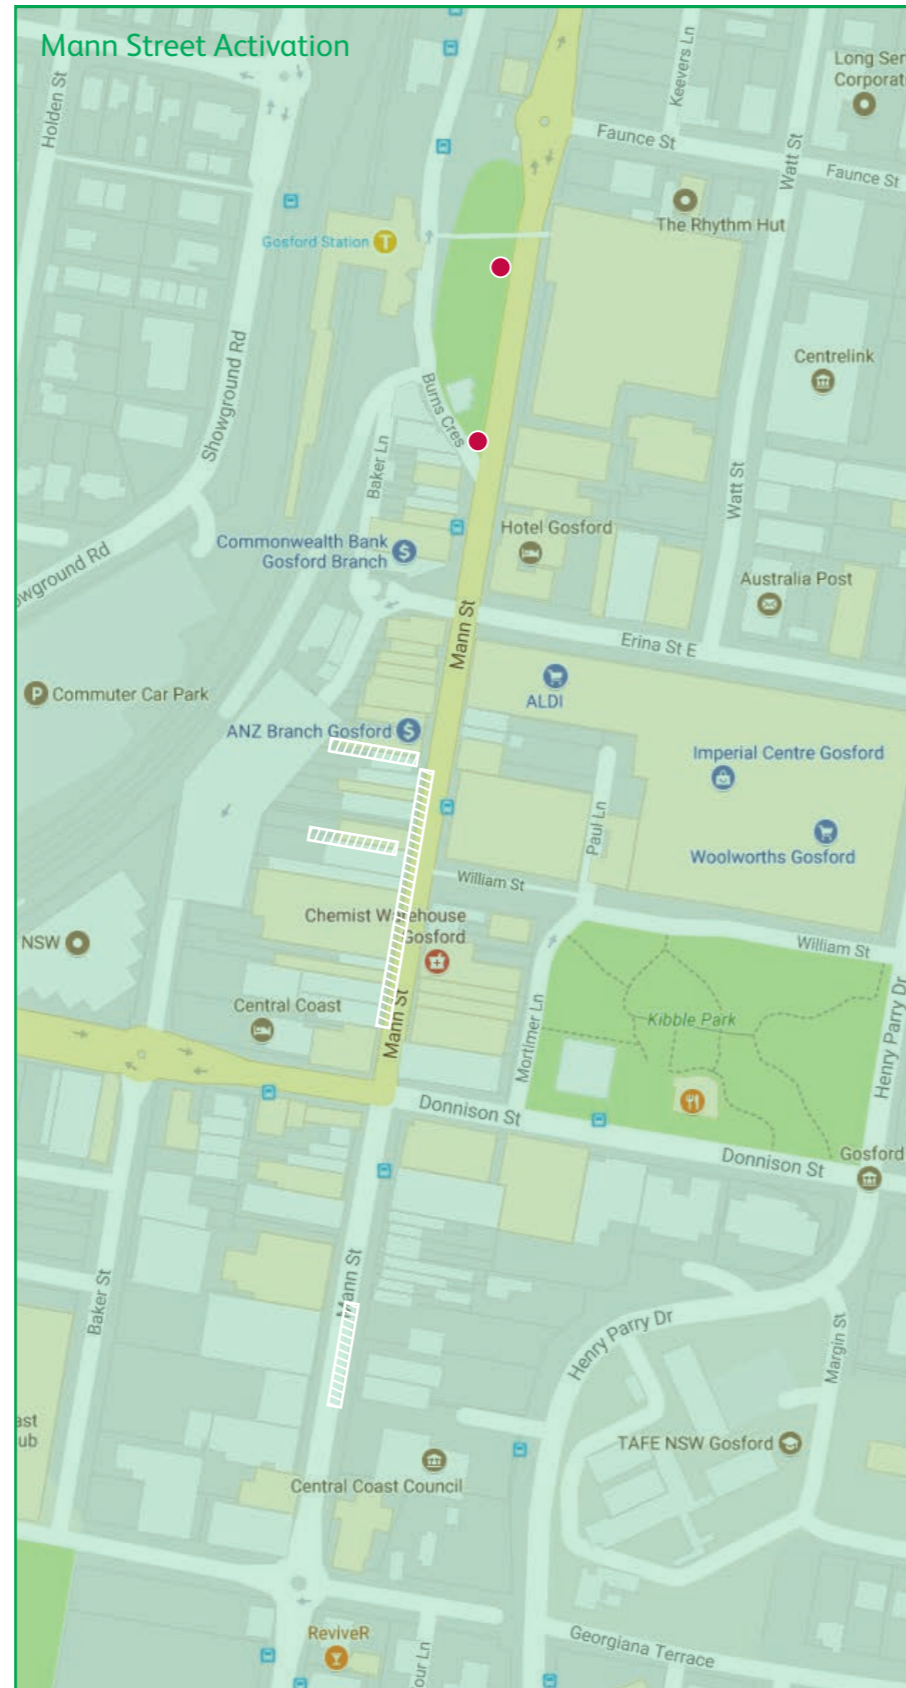 Mann Street Activation
Holden St
Keevers Ln
Long Ser
Corporat
Faunce St
Watt St
Faunce St
The Rhythm Hut
Gosford Station
T
Showground Rd
Centrelink
Burns Cres
Baker Ln
Watt St
Hotel Gosford
Commonwealth Bank
Gosford Branch
$
wground Rd
Australia Post
Mann St
Erina St E
P
Commuter Car Park
ALDI
ANZ Branch Gosford
$
Imperial Centre Gosford
Paul Ln
Woolworths Gosford
William St
Chemist W ehouse
Gosford
NSW
William St
Central Coast
Mann St
Mortimer Ln
Kibble Park
Henry Parry Dr
Donnison St
Donnison St
Gosford
Mann St
Baker St
Henry Parry Dr
Margin St
ast
ub
TAFE NSW Gosford
Central Coast Council
ReviveR
our Ln
Georgiana Terrace